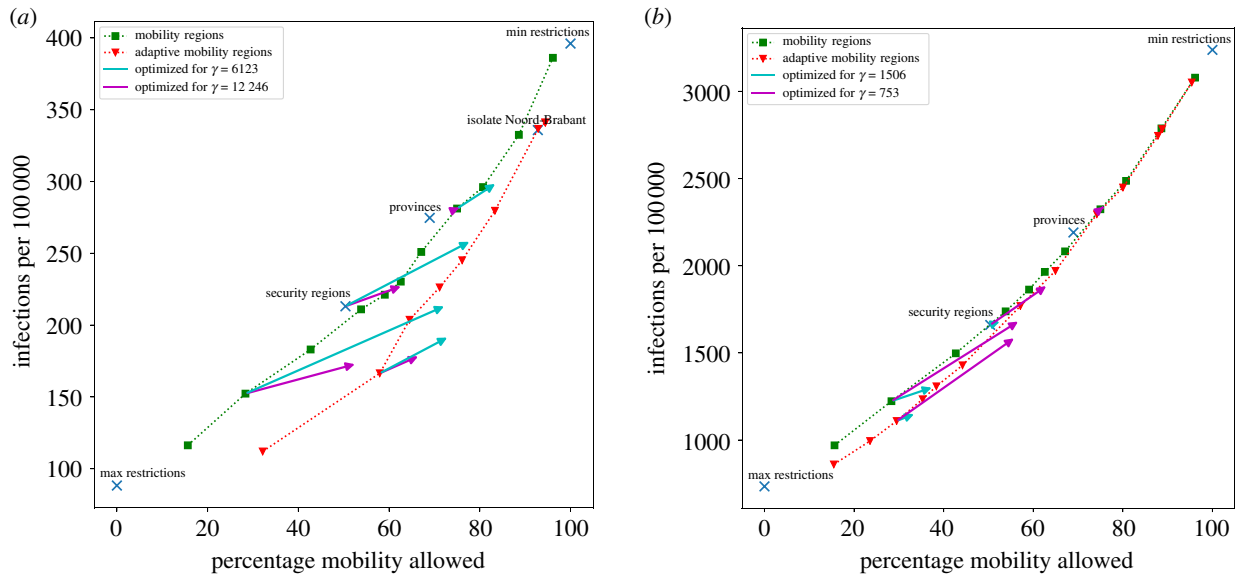 (a)
mobility regions
adaptive mobility regions
optimized for γ = 6123
optimized for γ = 12 246
min restrictions
isolate Noord-Brabant
provinces
security regions
max restrictions
400
350
300
250
200
150
100
infections per 100 000
0 20 40 60 80 100
percentage mobility allowed
(b)
mobility regions
adaptive mobility regions
optimized for γ = 1506
optimized for γ = 753
min restrictions
provinces
security regions
max restrictions
3000
2500
2000
1500
1000
infections per 100 000
0 20 40 60 80 100
percentage mobility allowed